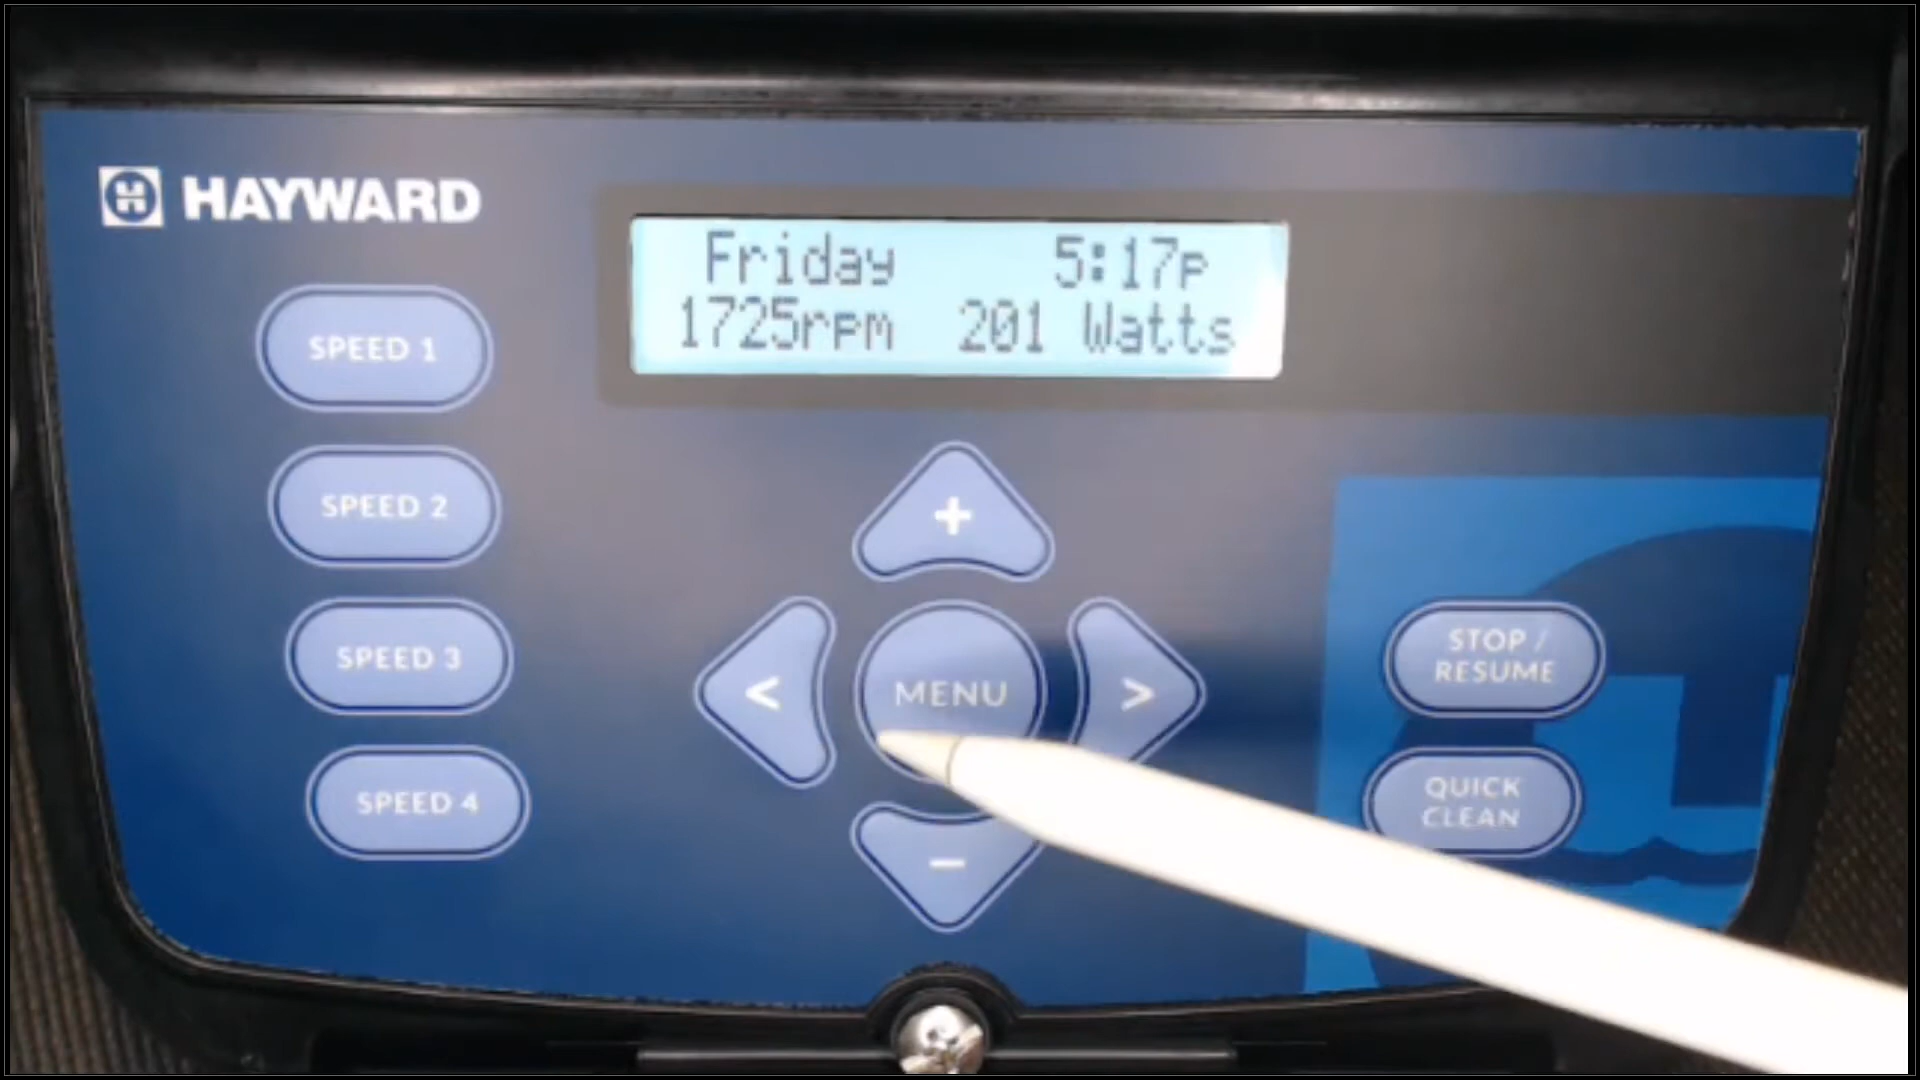 HAYWARD
Friday 5:17p
1725rpm 201 Watts
SPEED 1
SPEED 2
SPEED 3
SPEED 4
+
<
MENU
>
−
STOP /
RESUME
QUICK
CLEAN